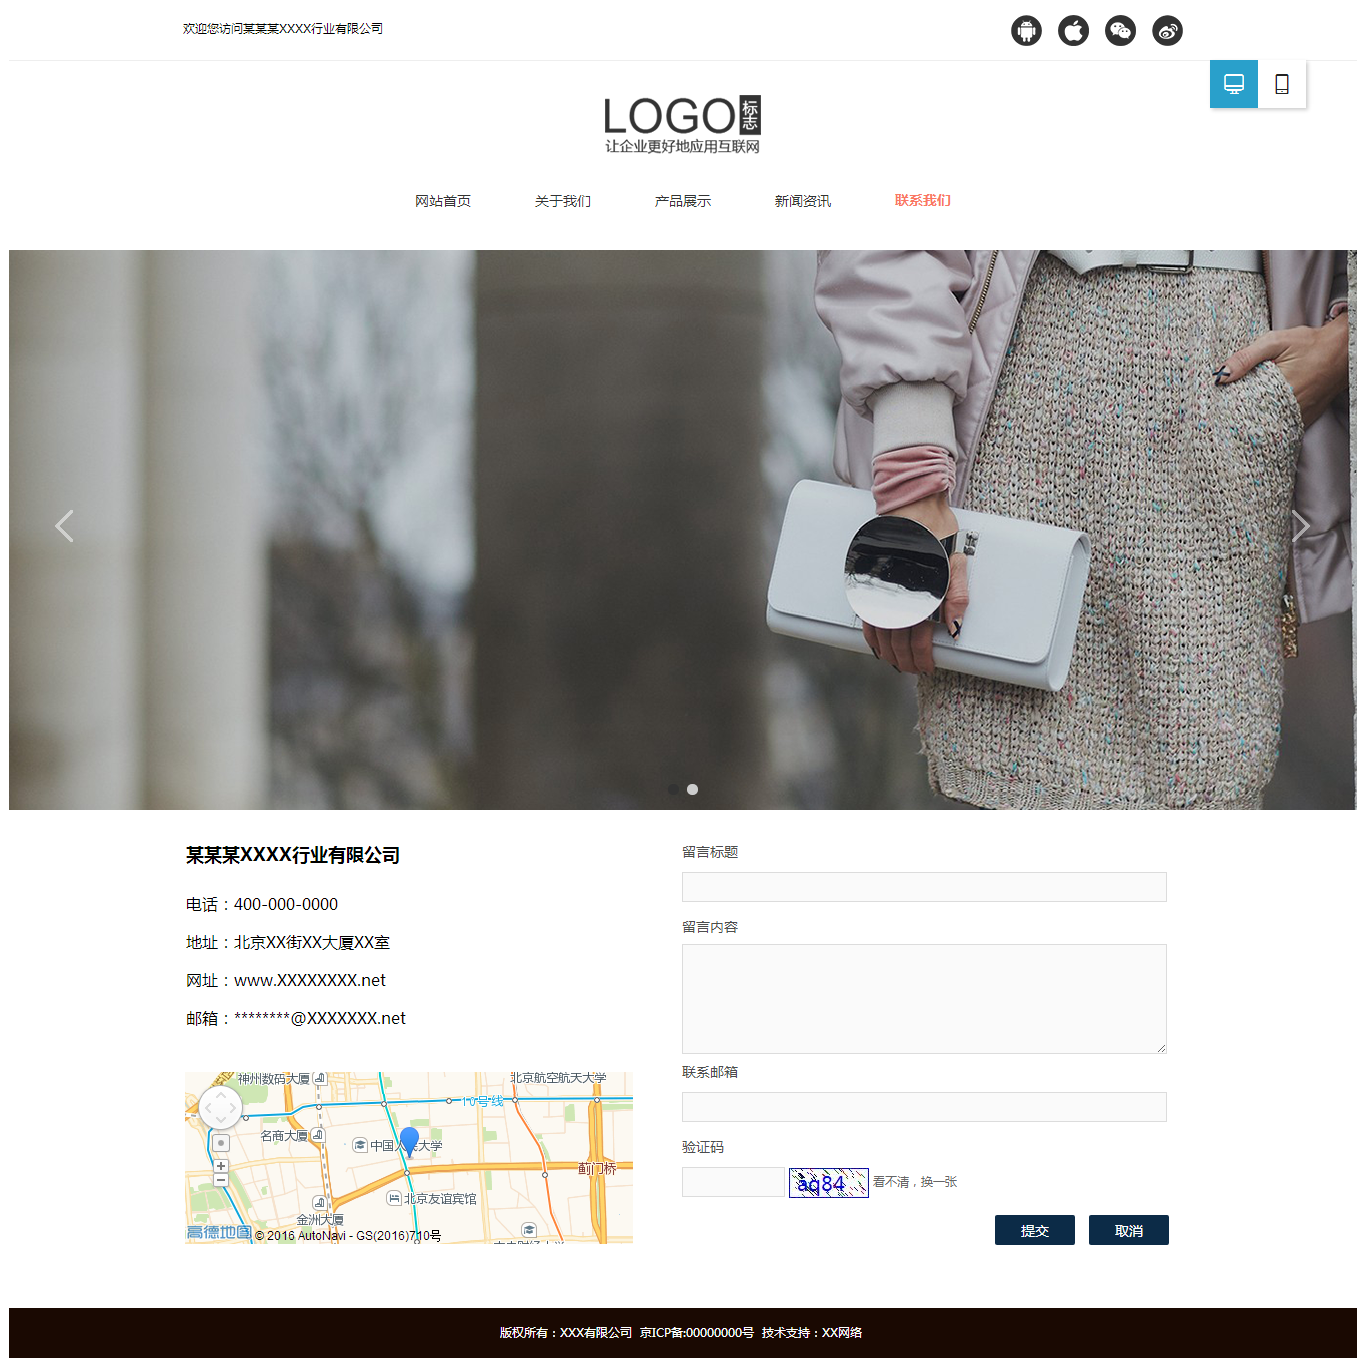 欢迎您访问某某某XXXX行业有限公司
LOGO标志
让企业更好地应用互联网
网站首页 关于我们 产品展示 新闻资讯 联系我们
某某某XXXX行业有限公司
电话：400-000-0000
地址：北京XX街XX大厦XX室
网址：www.XXXXXXXX.net
邮箱：********@XXXXXXX.net
神州数码大厦
北京航空航天大学
10号线
名商大厦
中国人民大学
蓟门桥
北京友谊宾馆
金洲大厦
高德地图 © 2016 AutoNavi - GS(2016)710号
留言标题
留言内容
联系邮箱
验证码
aq84 看不清，换一张
提交 取消
版权所有：XXX有限公司 京ICP备:00000000号 技术支持：XX网络